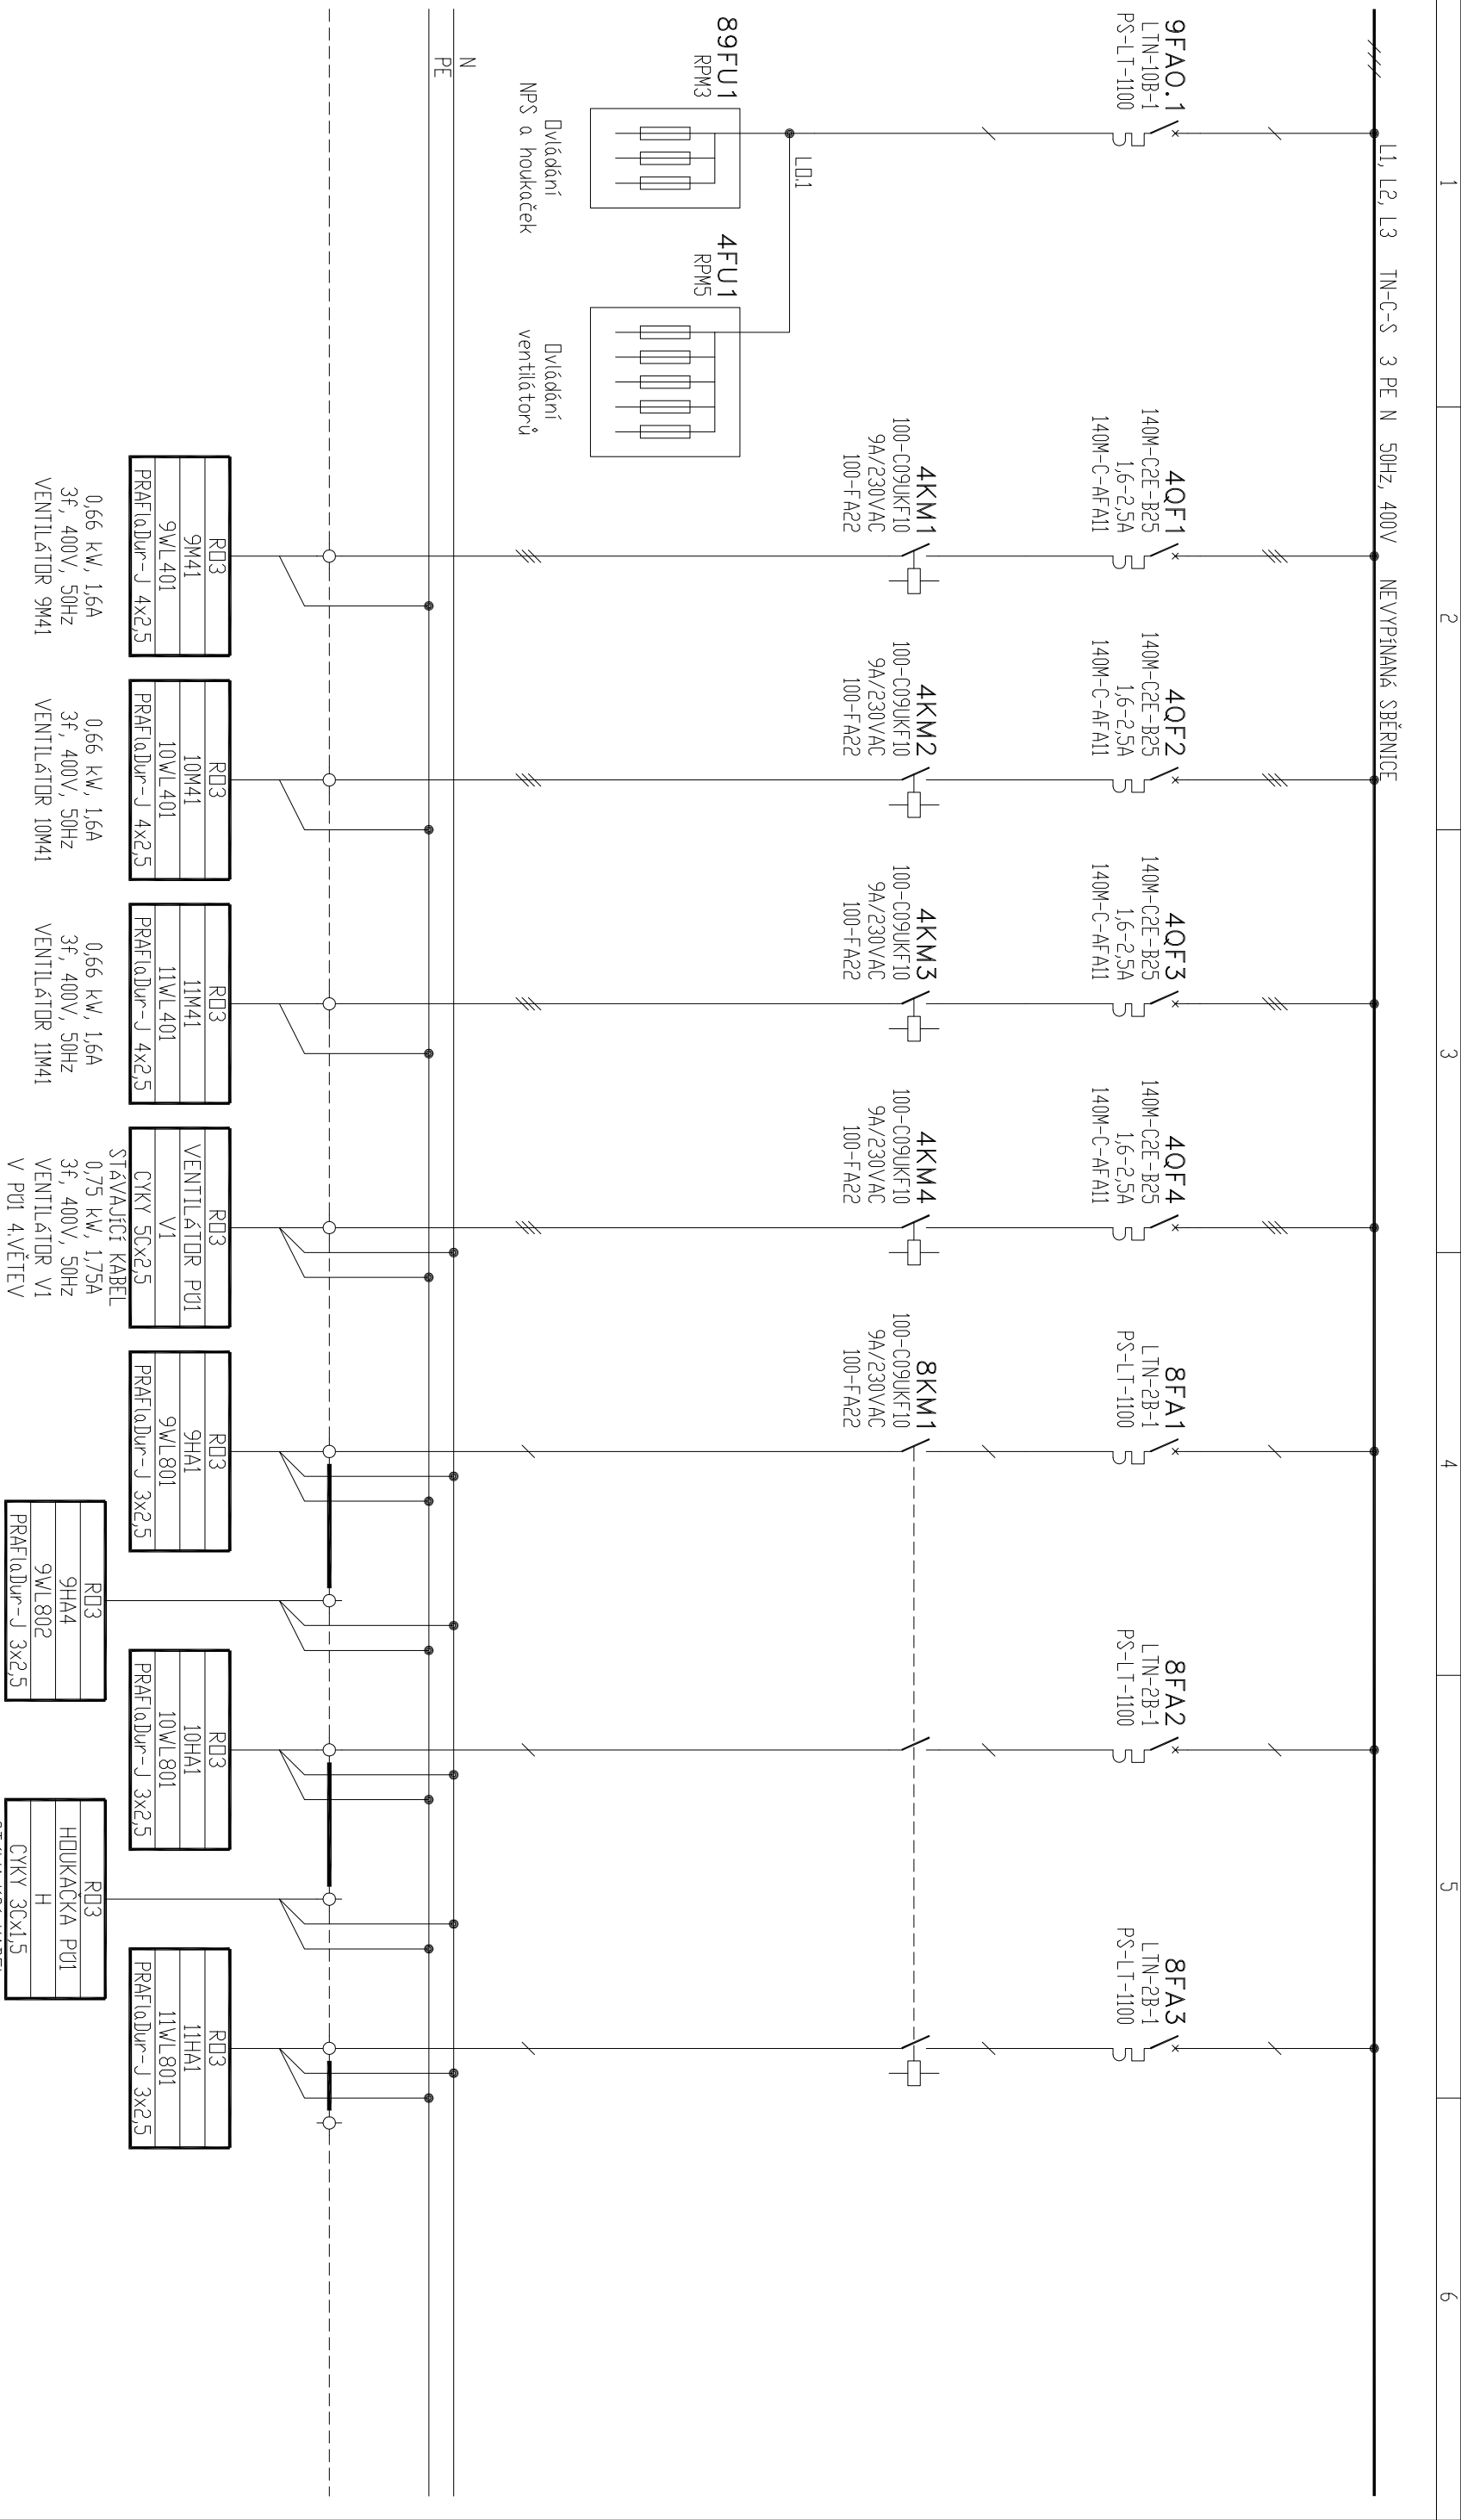 1
2
3
4
5
6
L1, L2, L3 TN-C-S 3 PE N 50Hz, 400V NEVYPÍNANÁ SBĚRNICE
9FA0.1
LTN-10B-1
PS-LT-1100
4QF1
140M-C2E-B25
1,6-2,5A
140M-C-AFA11
4QF2
140M-C2E-B25
1,6-2,5A
140M-C-AFA11
4QF3
140M-C2E-B25
1,6-2,5A
140M-C-AFA11
4QF4
140M-C2E-B25
1,6-2,5A
140M-C-AFA11
8FA1
LTN-2B-1
PS-LT-1100
8FA2
LTN-2B-1
PS-LT-1100
8FA3
LTN-2B-1
PS-LT-1100
4KM1
100-C09UKF10
9A/230VAC
100-FA22
4KM2
100-C09UKF10
9A/230VAC
100-FA22
4KM3
100-C09UKF10
9A/230VAC
100-FA22
4KM4
100-C09UKF10
9A/230VAC
100-FA22
8KM1
100-C09UKF10
9A/230VAC
100-FA22
LO.1
89FU1
RPM3
4FU1
RPM5
Ovládání
NPS a houkaček
Ovládání
ventilátorů
N
PE
RO3
9M41
9WL401
PRAFlaDur-J 4x2,5
0,66 kW, 1,6A
3f, 400V, 50Hz
VENTILÁTOR 9M41
RO3
10M41
10WL401
PRAFlaDur-J 4x2,5
0,66 kW, 1,6A
3f, 400V, 50Hz
VENTILÁTOR 10M41
RO3
11M41
11WL401
PRAFlaDur-J 4x2,5
0,66 kW, 1,6A
3f, 400V, 50Hz
VENTILÁTOR 11M41
RO3
VENTILÁTOR PÚ1
V1
CYKY 5Cx2,5
STÁVAJÍCÍ KABEL
0,75 kW, 1,75A
3f, 400V, 50Hz
VENTILÁTOR V1
V PÚ1 4.VĚTEV
RO3
9HA1
9WL801
PRAFlaDur-J 3x2,5
RO3
9HA4
9WL802
PRAFlaDur-J 3x2,5
RO3
10HA1
10WL801
PRAFlaDur-J 3x2,5
RO3
HOUKAČKA PÚ1
H
CYKY 3Cx1,5
RO3
11HA1
11WL801
PRAFlaDur-J 3x2,5